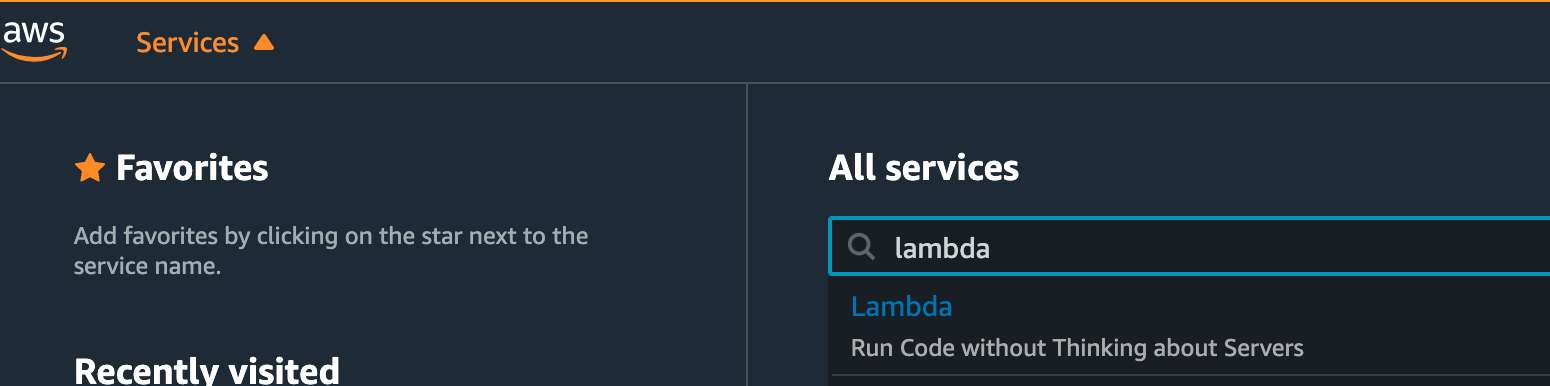 aws
Services
Favorites
Add favorites by clicking on the star next to the
service name.
Recently visited
All services
lambda
Lambda
Run Code without Thinking about Servers